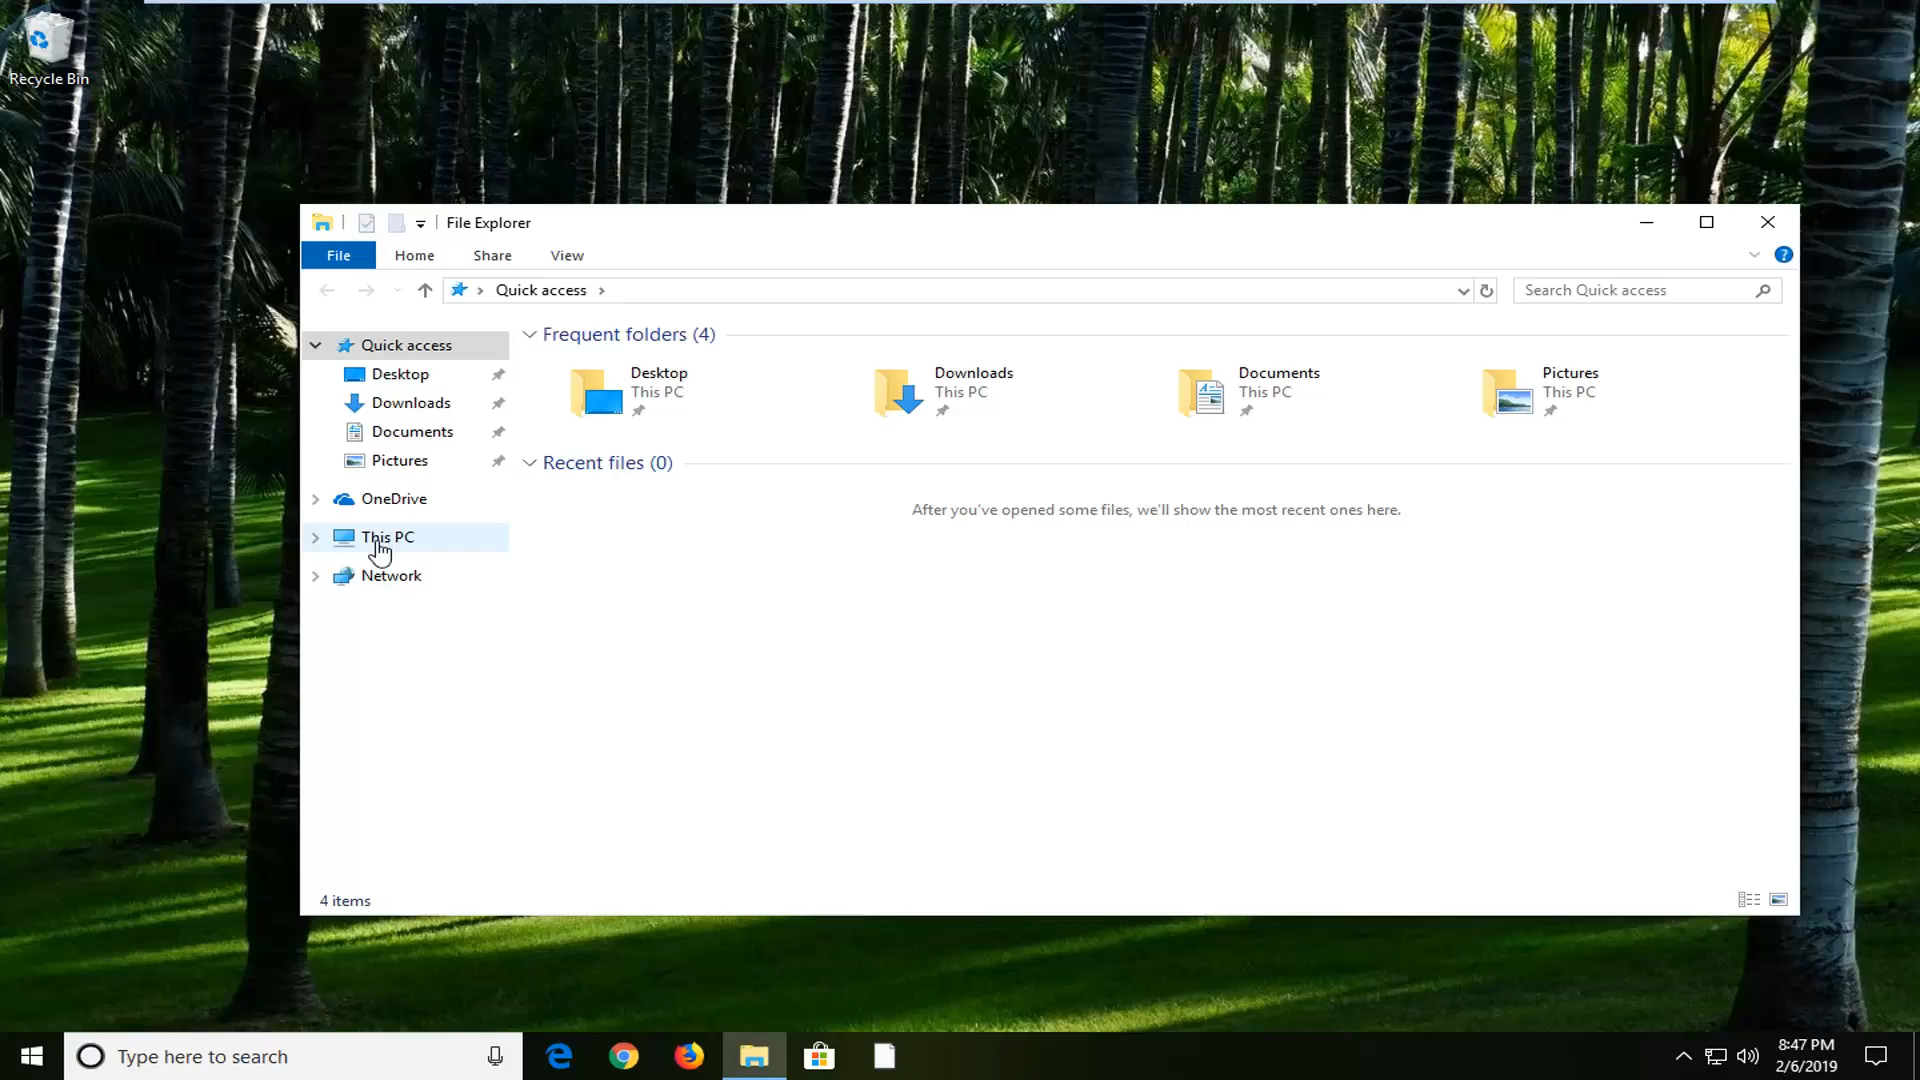 Recycle Bin
File Explorer
File Home Share View
Quick access
Search Quick access
Quick access
Desktop
Downloads
Documents
Pictures
OneDrive
This PC
Network
Frequent folders (4)
Desktop
This PC
Downloads
This PC
Documents
This PC
Pictures
This PC
Recent files (0)
After you've opened some files, we'll show the most recent ones here.
4 items
Type here to search
8:47 PM
2/6/2019